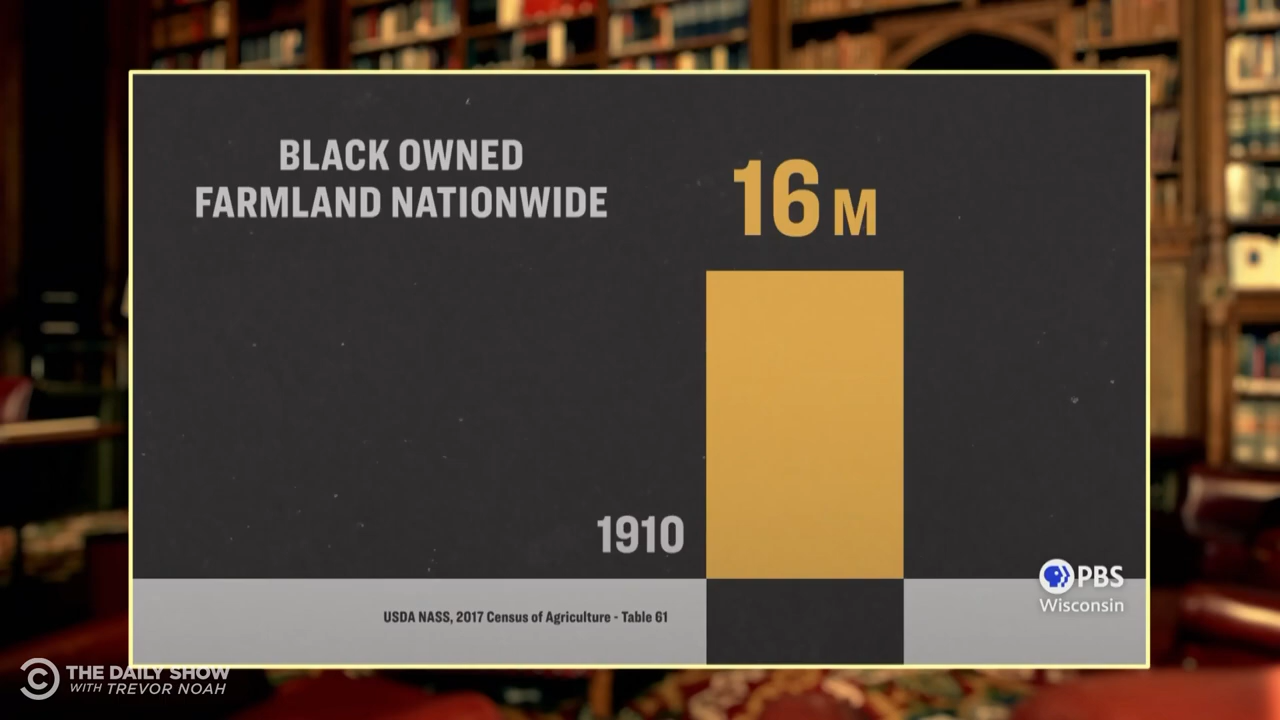 BLACK OWNED
FARMLAND NATIONWIDE
16 M
1910
USDA NASS, 2017 Census of Agriculture - Table 61
PBS
Wisconsin
THE DAILY SHOW
WITH TREVOR NOAH